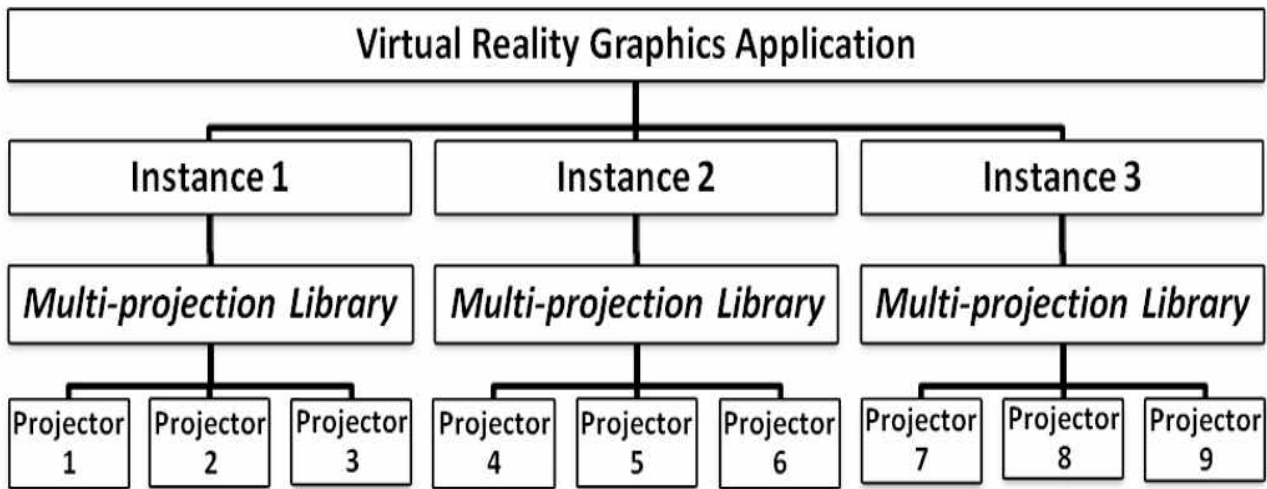 Virtual Reality Graphics Application
Instance 1
Instance 2
Instance 3
Multi-projection Library
Multi-projection Library
Multi-projection Library
Projector
1
Projector
2
Projector
3
Projector
4
Projector
5
Projector
6
Projector
7
Projector
8
Projector
9